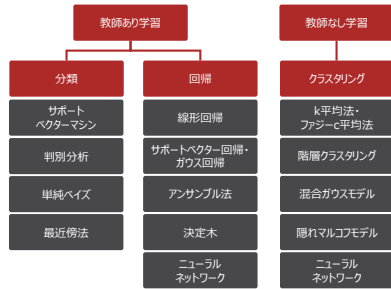 教師あり学習
教師なし学習
分類
回帰
クラスタリング
サポート
ベクターマシン
判別分析
単純ベイズ
最近傍法
線形回帰
サポートベクター回帰・
ガウス回帰
アンサンブル法
決定木
ニューラル
ネットワーク
k平均法・
ファジーc平均法
階層クラスタリング
混合ガウスモデル
隠れマルコフモデル
ニューラル
ネットワーク